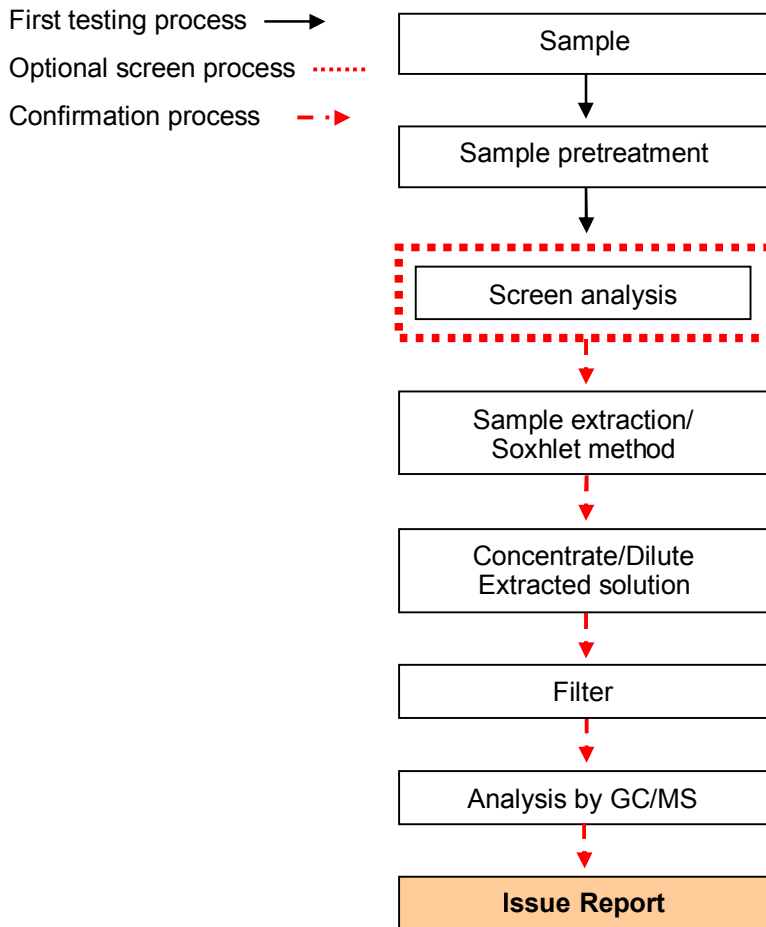 First testing process
Optional screen process
Confirmation process
Sample
Sample pretreatment
Screen analysis
Sample extraction/
Soxhlet method
Concentrate/Dilute
Extracted solution
Filter
Analysis by GC/MS
Issue Report